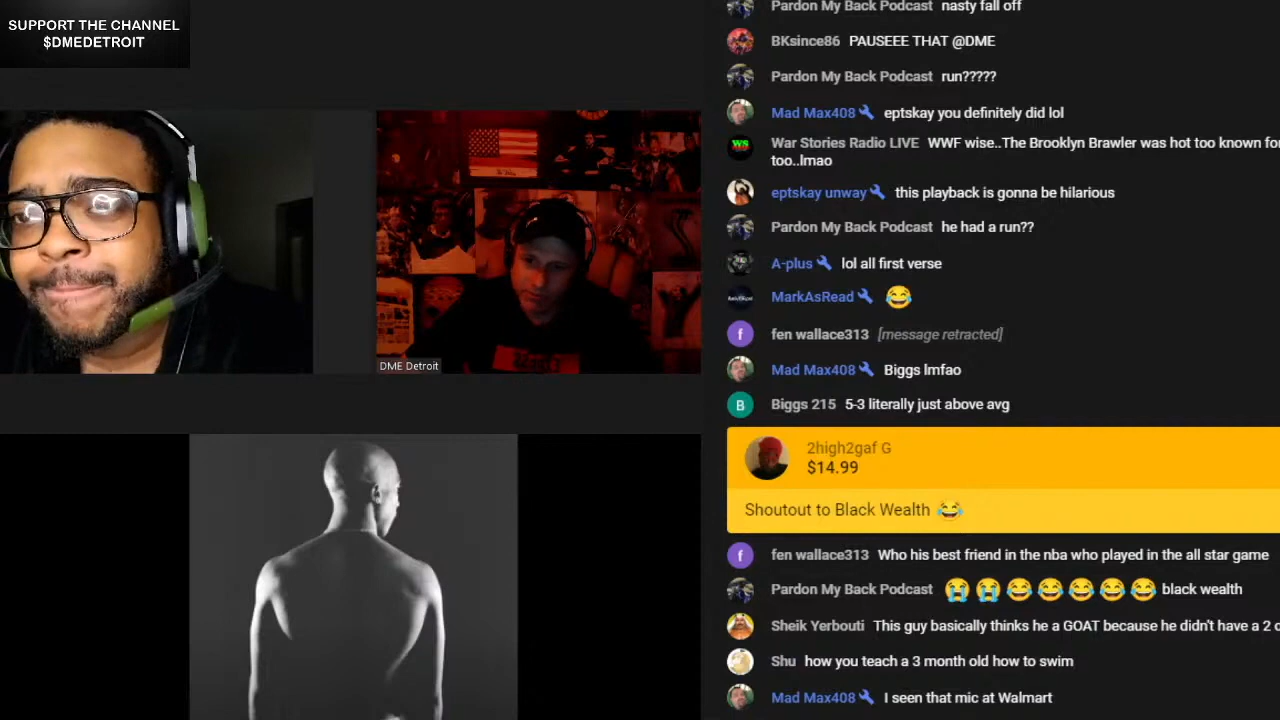 SUPPORT THE CHANNEL
$DMEDETROIT
DME Detroit
Pardon My Back Podcast nasty fall off
BKsince86 PAUSEEE THAT @DME
Pardon My Back Podcast run?????
Mad Max408 eptskay you definitely did lol
War Stories Radio LIVE WWF wise..The Brooklyn Brawler was hot too known for
too..lmao
eptskay unway this playback is gonna be hilarious
Pardon My Back Podcast he had a run??
A-plus lol all first verse
MarkAsRead 😂
f fen wallace313 [message retracted]
Mad Max408 Biggs lmfao
B Biggs 215 5-3 literally just above avg
2high2gaf G
$14.99
Shoutout to Black Wealth 😂
f fen wallace313 Who his best friend in the nba who played in the all star game
Pardon My Back Podcast 😭😭😂😂😂😂😂 black wealth
Sheik Yerbouti This guy basically thinks he a GOAT because he didn't have a 2
Shu how you teach a 3 month old how to swim
Mad Max408 I seen that mic at Walmart